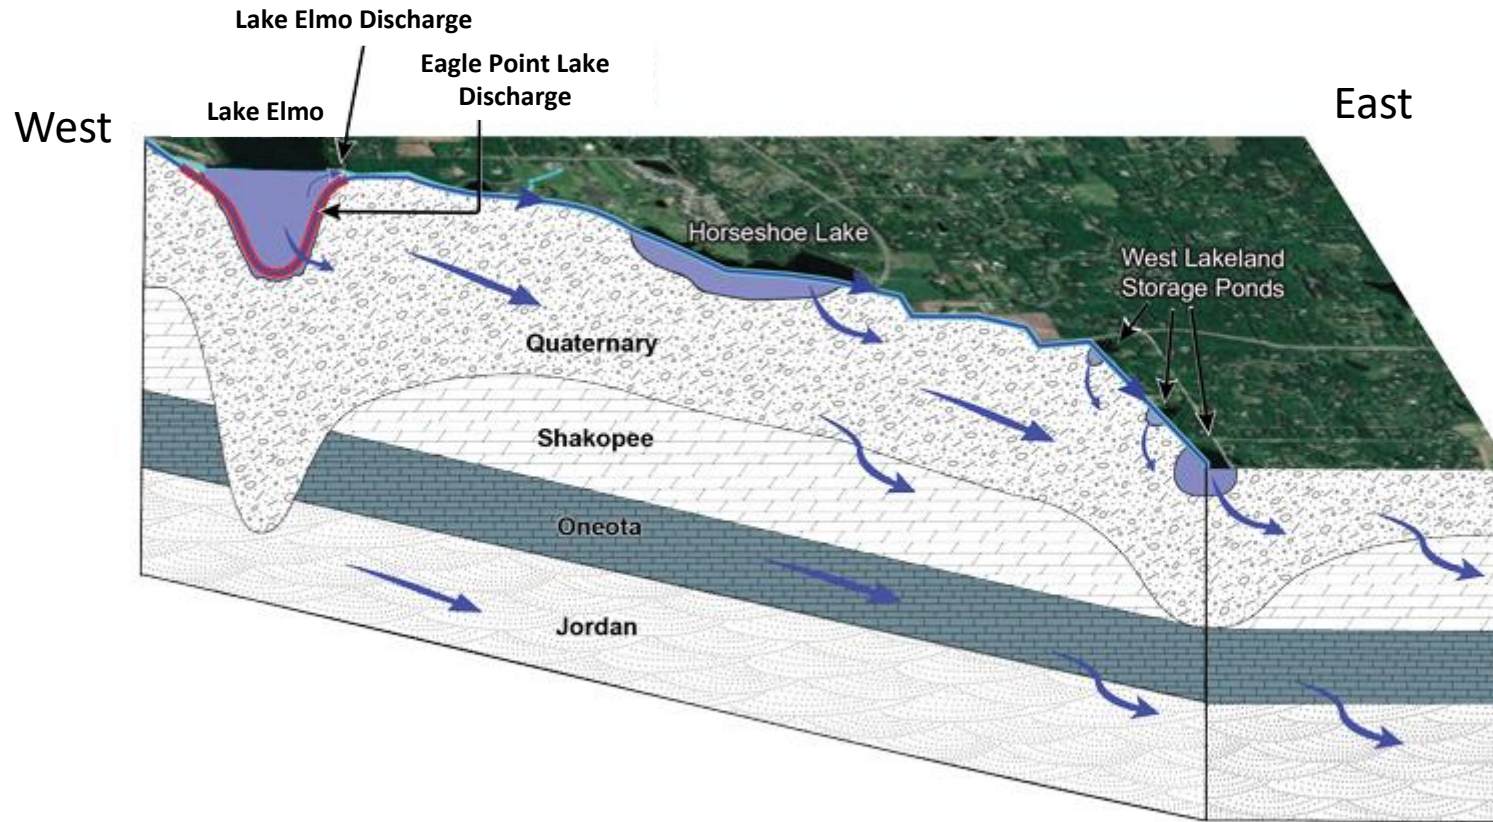 Lake Elmo Discharge
Eagle Point Lake
Discharge
Lake Elmo
West
East
Horseshoe Lake
West Lakeland
Storage Ponds
Quaternary
Shakopee
Oneota
Jordan